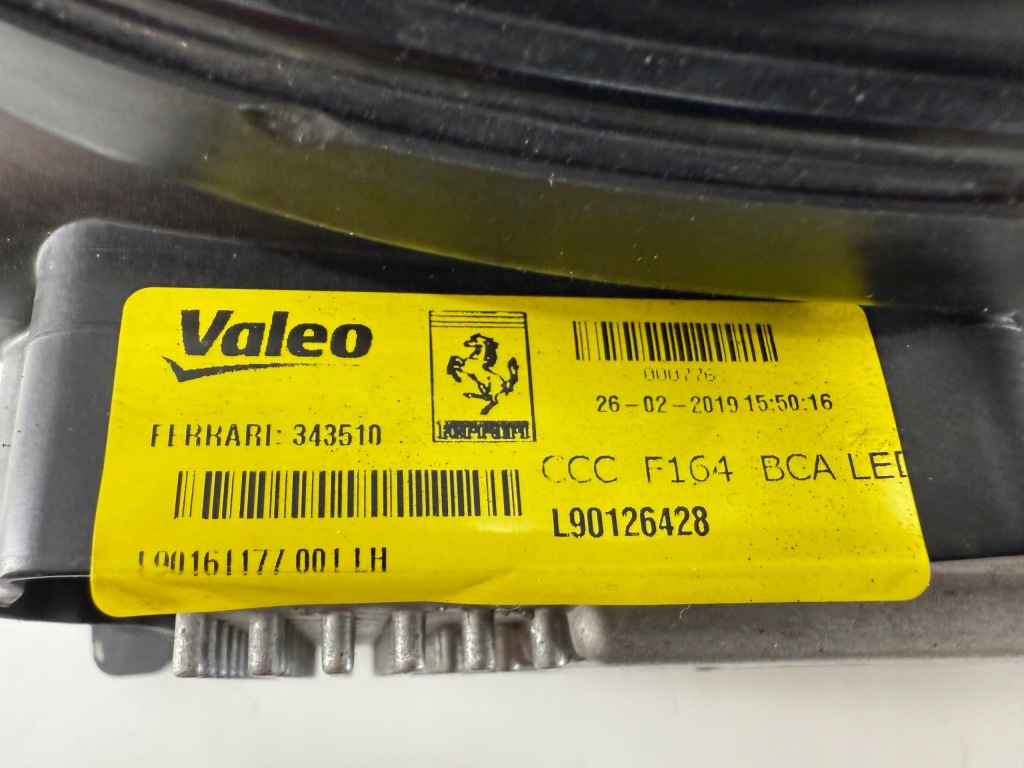 Valeo
000776
26-02-2019 15:50:16
FERRARI: 343510
CCC F164 BCA LED
L90126428
L90161177/001 LH